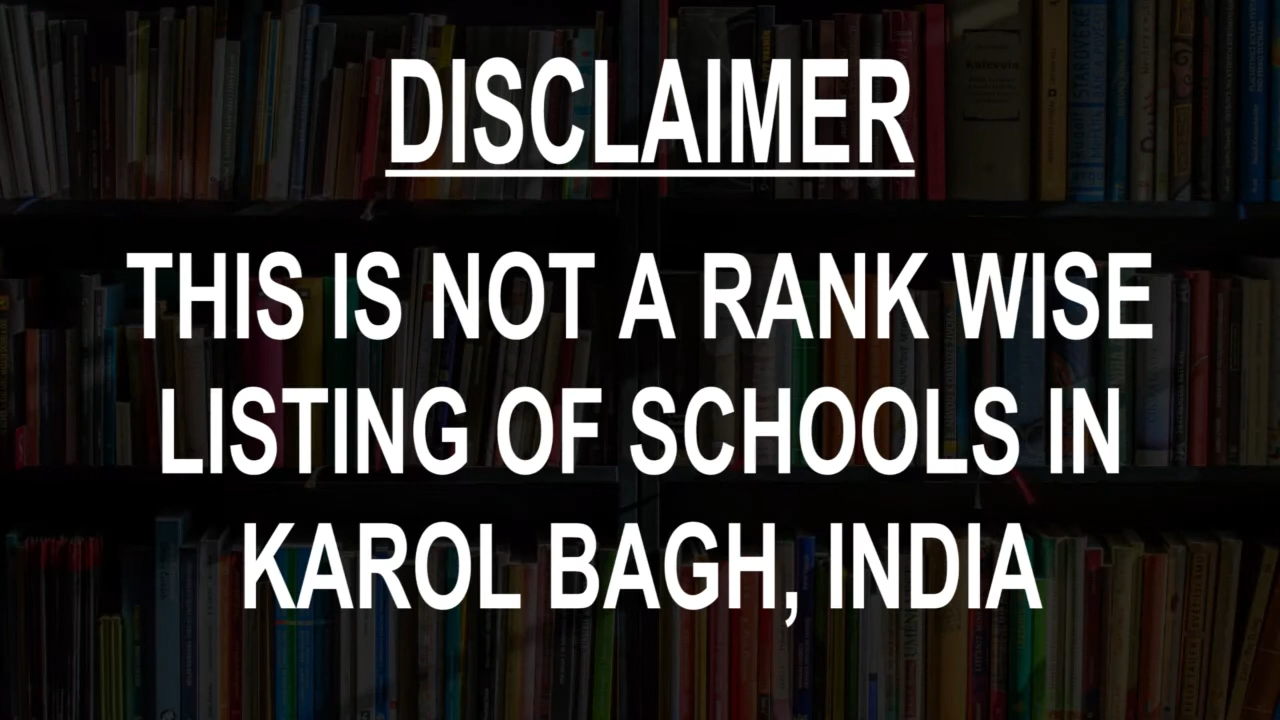 DISCLAIMER
THIS IS NOT A RANK WISE
LISTING OF SCHOOLS IN
KAROL BAGH, INDIA